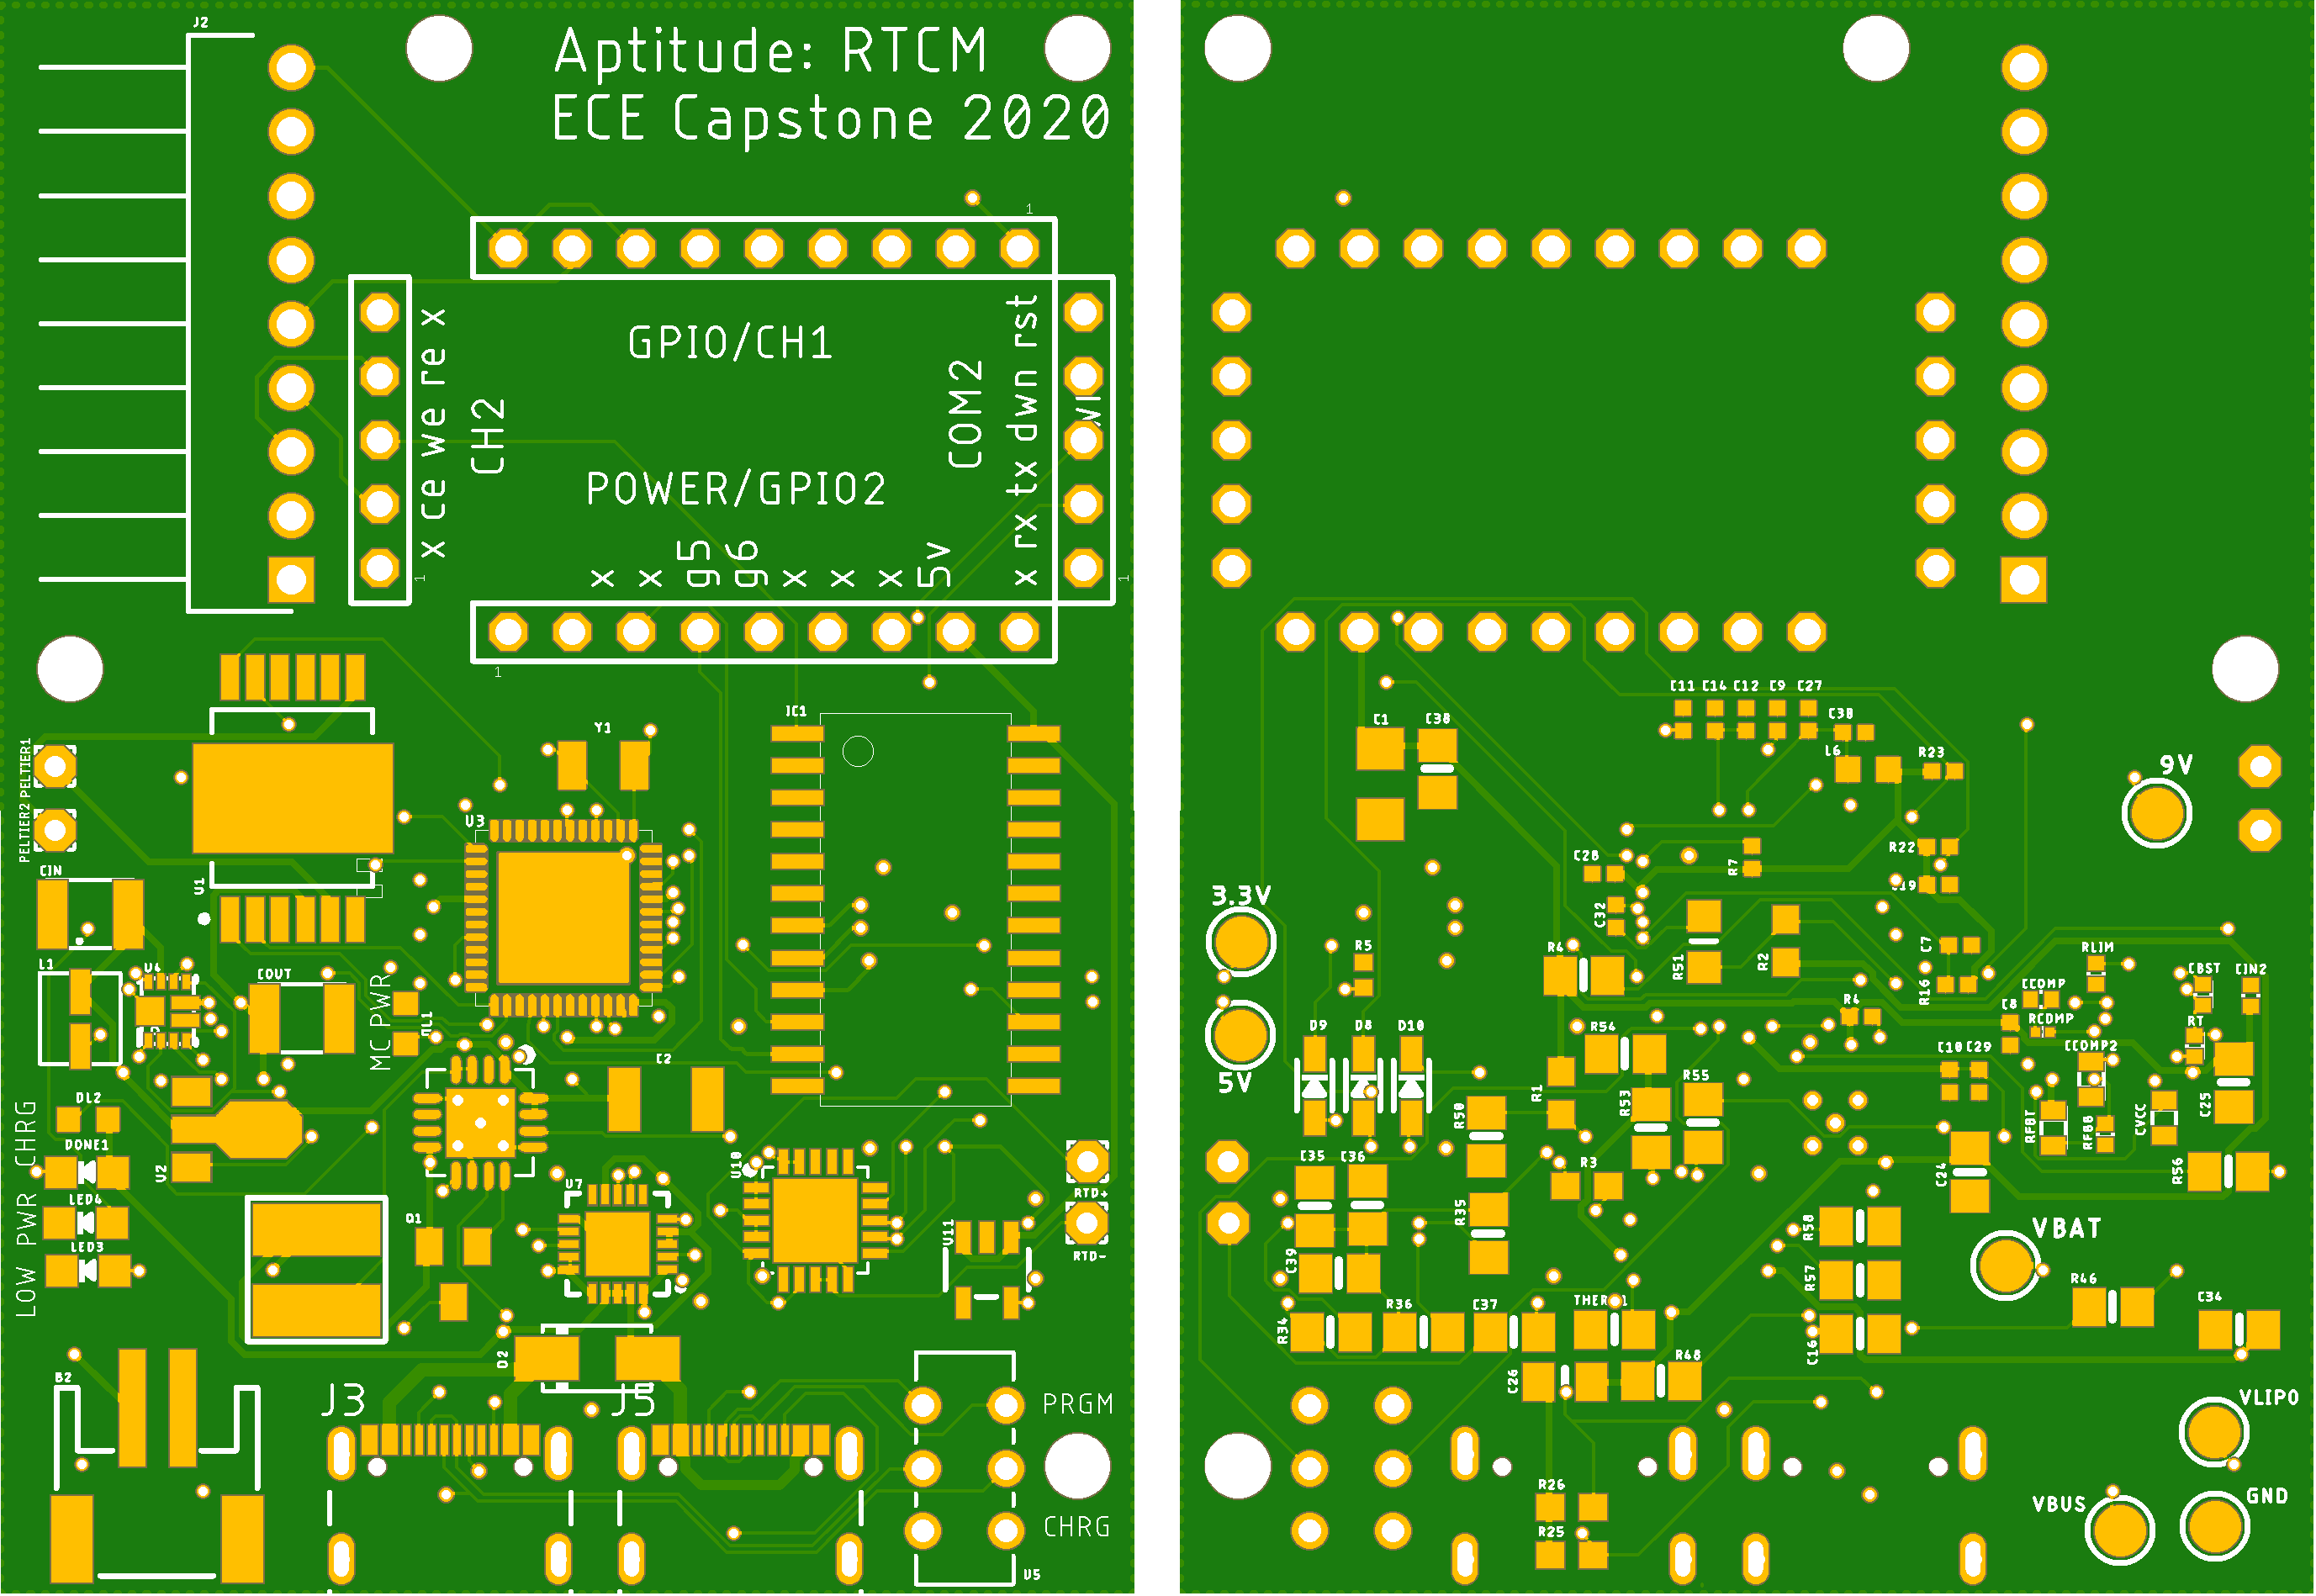 J2
Aptitude: RTCM
ECE Capstone 2020
1
GPIO/CH1
x ce we re x
CH2
COM2
x rx tx dwn rst
POWER/GPIO2
x x g5 g6 x x x 5v
1
1
1
PELTIER2 PELTIER1
CIN
U1
Y1
U3
IC1
L1
U4
COUT
MC PWR
JL1
C2
DL2
DONE1
LED4
LED3
LOW PWR CHRG
U2
Q1
U7
U10
U11
RTD+
RTD-
D2
B2
J3
J5
PRGM
CHRG
U5
C11 C14 C12 C9 C27
C1
C38
C30
L6
R23
9V
C28
R7
R22
C19
3.3V
C32
R5
R4
R51
R2
C7
R16
RLIM
CBST
CIN2
CCOMP
RCOMP
C8
R4
RT
CCOMP2
5V
D9
D8
D10
R54
R1
R53
R55
R50
C10 C29
C25
RFBT
RFBB
CVCC
C35
C36
R3
C24
R56
C39
R35
R58
VBAT
R57
R46
R34
R36
C37
C16
C34
C26
R48
VLIPO
VBUS
GND
R26
R25